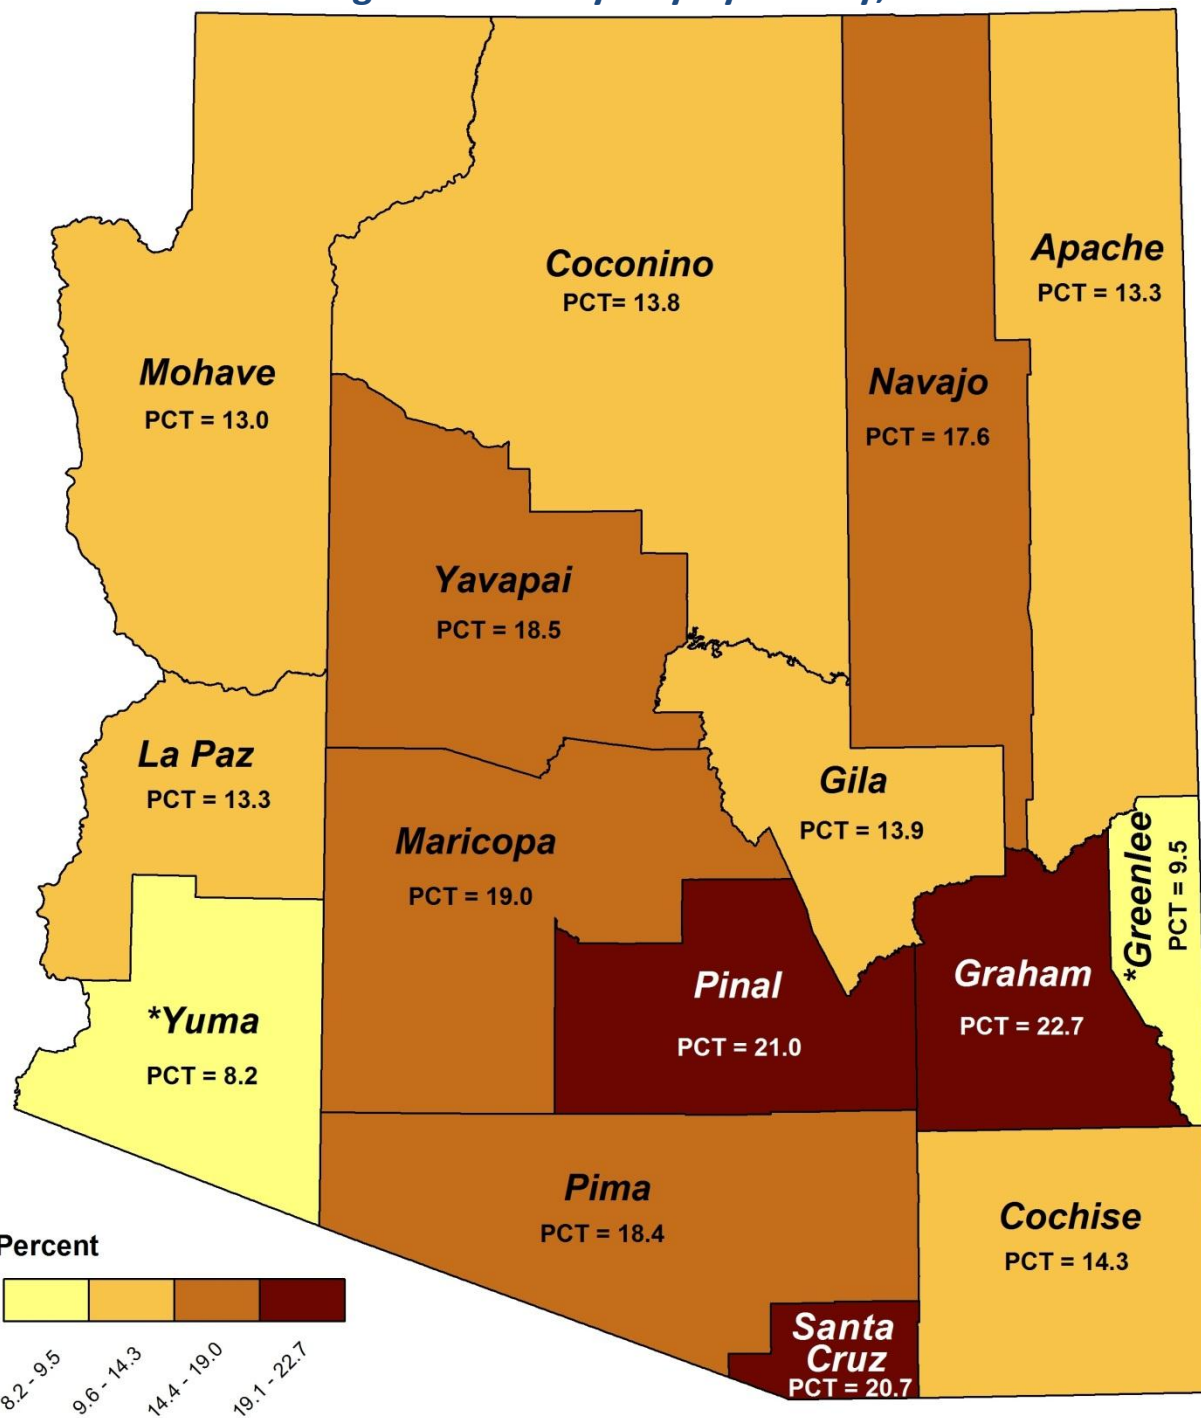 Coconino
PCT= 13.8
Apache
PCT = 13.3
Mohave
PCT = 13.0
Navajo
PCT = 17.6
Yavapai
PCT = 18.5
La Paz
PCT = 13.3
Gila
PCT = 13.9
Maricopa
PCT = 19.0
*Greenlee
PCT = 9.5
Pinal
PCT = 21.0
Graham
PCT = 22.7
*Yuma
PCT = 8.2
Pima
PCT = 18.4
Cochise
PCT = 14.3
Santa
Cruz
PCT = 20.7
Percent
8.2 - 9.5
9.6 - 14.3
14.4 - 19.0
19.1 - 22.7